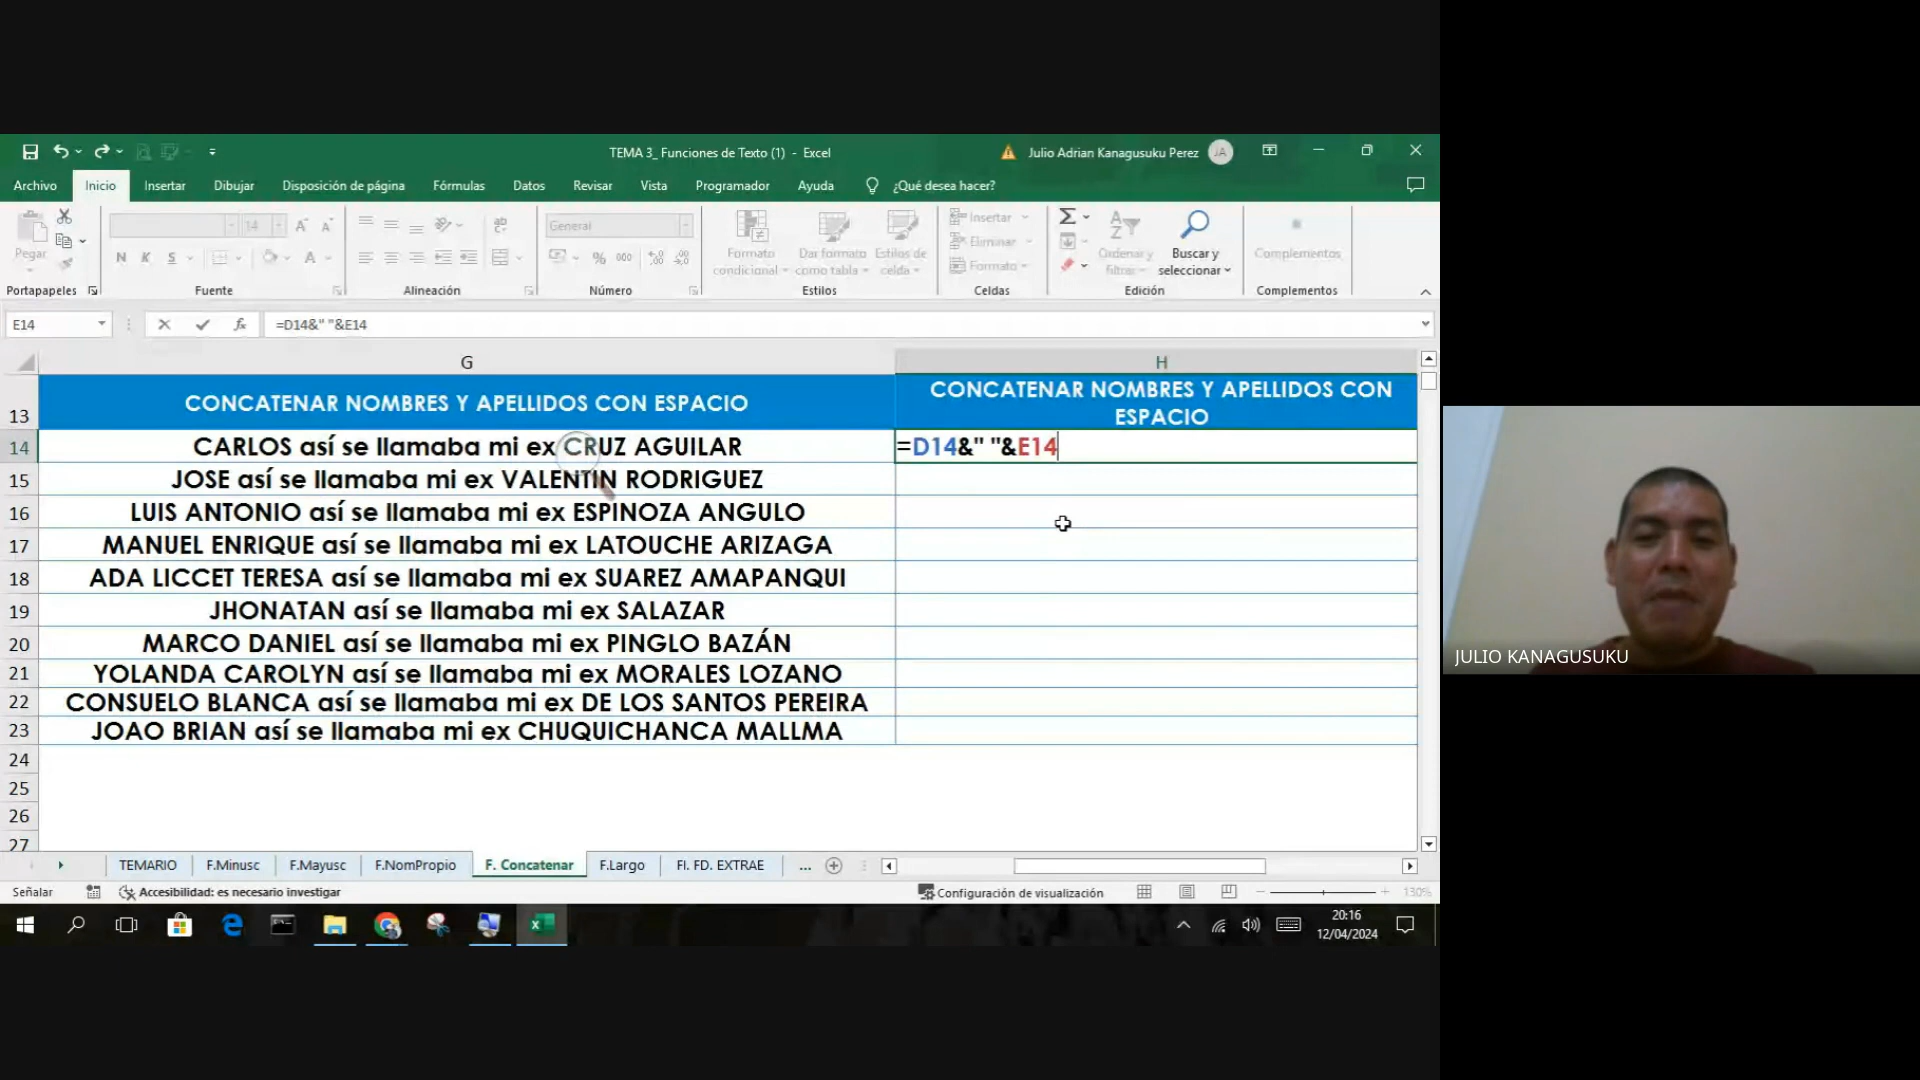 TEMA 3_ Funciones de Texto (1) - Excel
Julio Adrian Kanagusuku Perez
JA
Archivo
Inicio
Insertar
Dibujar
Disposición de página
Fórmulas
Datos
Revisar
Vista
Programador
Ayuda
¿Qué desea hacer?
Pegar
Portapapeles
14
N K S
Fuente
Alineación
General
% 000
Número
Formato condicional
Dar formato como tabla
Estilos de celda
Estilos
Insertar
Eliminar
Formato
Celdas
Ordenar y filtrar
Buscar y seleccionar
Edición
Complementos
Complementos
E14
fx
=D14&" "&E14
G
H
13
CONCATENAR NOMBRES Y APELLIDOS CON ESPACIO
CONCATENAR NOMBRES Y APELLIDOS CON
ESPACIO
14 CARLOS así se llamaba mi ex CRUZ AGUILAR =D14&" "&E14
15 JOSE así se llamaba mi ex VALENTIN RODRIGUEZ
16 LUIS ANTONIO así se llamaba mi ex ESPINOZA ANGULO
17 MANUEL ENRIQUE así se llamaba mi ex LATOUCHE ARIZAGA
18 ADA LICCET TERESA así se llamaba mi ex SUAREZ AMAPANQUI
19 JHONATAN así se llamaba mi ex SALAZAR
20 MARCO DANIEL así se llamaba mi ex PINGLO BAZÁN
21 YOLANDA CAROLYN así se llamaba mi ex MORALES LOZANO
22 CONSUELO BLANCA así se llamaba mi ex DE LOS SANTOS PEREIRA
23 JOAO BRIAN así se llamaba mi ex CHUQUICHANCA MALLMA
24
25
26
27
JULIO KANAGUSUKU
TEMARIO
F.Minusc
F.Mayusc
F.NomPropio
F. Concatenar
F.Largo
FI. FD. EXTRAE
...
Señalar
Accesibilidad: es necesario investigar
Configuración de visualización
130%
20:16
12/04/2024